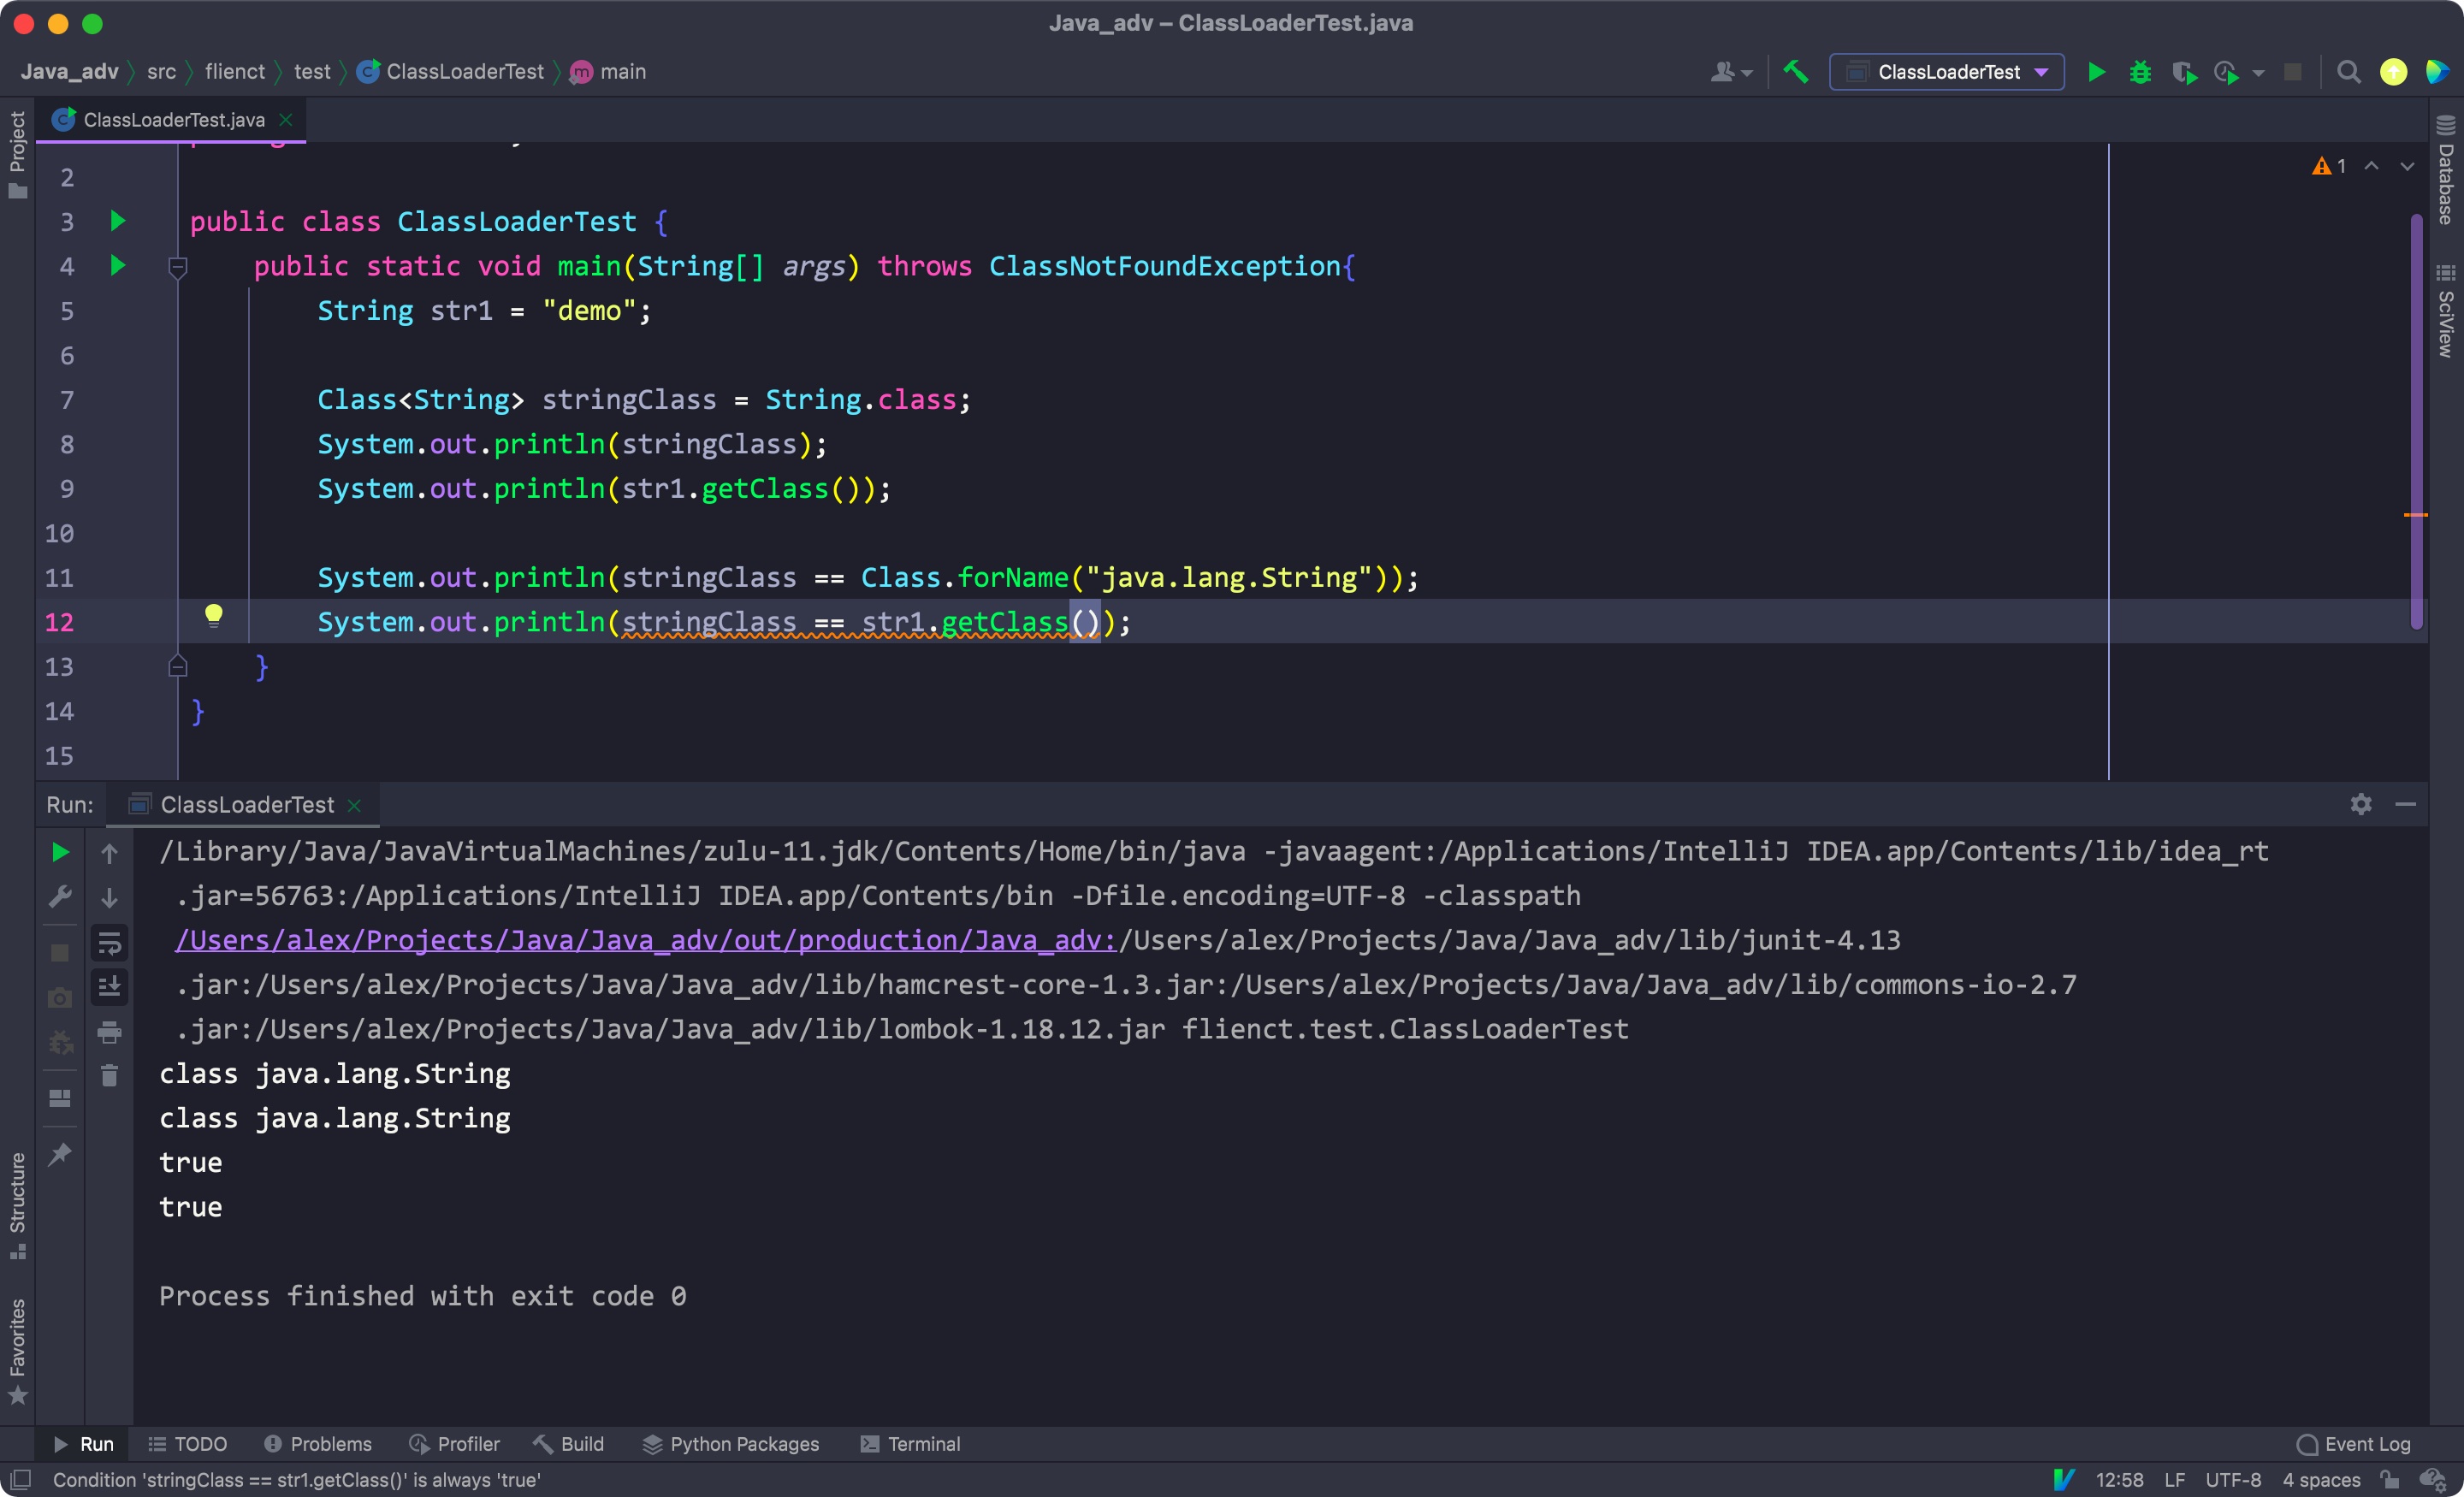 Java_adv – ClassLoaderTest.java
Java_adv src flienct test ClassLoaderTest main
ClassLoaderTest
Project
ClassLoaderTest.java
1
Database
SciView
2
3 public class ClassLoaderTest {
4 public static void main(String[] args) throws ClassNotFoundException{
5 String str1 = "demo";
6
7 Class<String> stringClass = String.class;
8 System.out.println(stringClass);
9 System.out.println(str1.getClass());
10
11 System.out.println(stringClass == Class.forName("java.lang.String"));
12 System.out.println(stringClass == str1.getClass());
13 }
14 }
15
Run: ClassLoaderTest
/Library/Java/JavaVirtualMachines/zulu-11.jdk/Contents/Home/bin/java -javaagent:/Applications/IntelliJ IDEA.app/Contents/lib/idea_rt
.jar=56763:/Applications/IntelliJ IDEA.app/Contents/bin -Dfile.encoding=UTF-8 -classpath
/Users/alex/Projects/Java/Java_adv/out/production/Java_adv:/Users/alex/Projects/Java/Java_adv/lib/junit-4.13
.jar:/Users/alex/Projects/Java/Java_adv/lib/hamcrest-core-1.3.jar:/Users/alex/Projects/Java/Java_adv/lib/commons-io-2.7
.jar:/Users/alex/Projects/Java/Java_adv/lib/lombok-1.18.12.jar flienct.test.ClassLoaderTest
class java.lang.String
class java.lang.String
true
true
Process finished with exit code 0
Structure
Favorites
Run TODO Problems Profiler Build Python Packages Terminal Event Log
Condition 'stringClass == str1.getClass()' is always 'true' 12:58 LF UTF-8 4 spaces